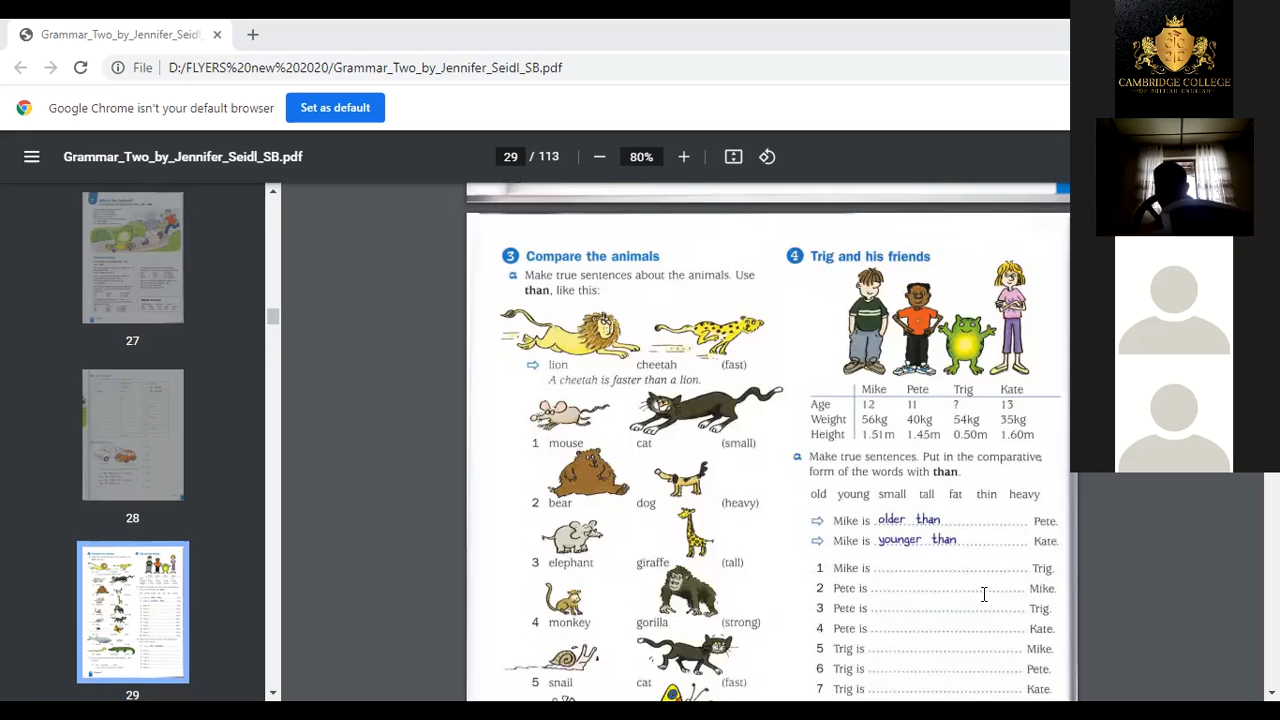 Grammar_Two_by_Jennifer_Seidl_
File
D:/FLYERS%20new%202020/Grammar_Two_by_Jennifer_Seidl_SB.pdf
Google Chrome isn't your default browser
Set as default
Grammar_Two_by_Jennifer_Seidl_SB.pdf
29 / 113
80%
CAMBRIDGE COLLEGE
OF BRITISH ENGLISH
27
28
29
3 Compare the animals
a Make true sentences about the animals. Use
than, like this:
lion cheetah (fast)
cheetah is faster than a lion.
1 mouse cat (small)
2 bear dog (heavy)
3 elephant giraffe (tall)
4 monkey gorilla (strong)
5 snail cat (fast)
4 Trig and his friends
Mike Pete Trig Kate
Age 12 11 ? 13
Weight 56kg 40kg 54kg 35kg
Height 1.51m 1.45m 0.50m 1.60m
a Make true sentences. Put in the comparative
form of the words with than.
old young small tall fat thin heavy
Mike is older than Pete.
Mike is younger than Kate.
1 Mike is Trig.
2 Pete is Mike.
3 Pete is Trig.
4 Pete is Kate.
5 Trig is Mike.
6 Trig is Pete.
7 Trig is Kate.